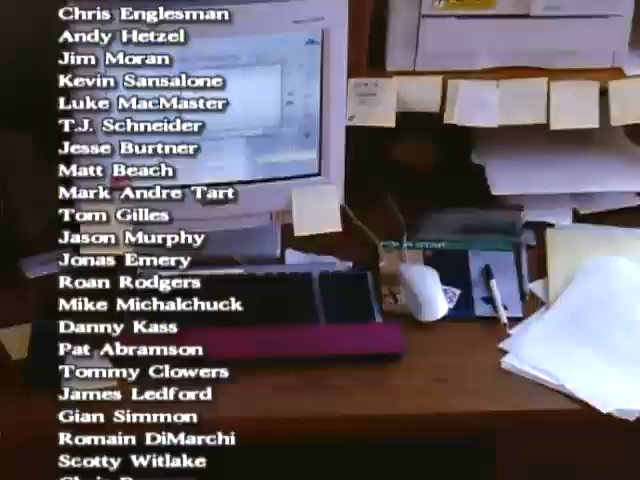 Chris Englesman
Andy Hetzel
Jim Moran
Kevin Sansalone
Luke MacMaster
T.J. Schneider
Jesse Burtner
Matt Beach
Mark Andre Tart
Tom Gilles
Jason Murphy
Jonas Emery
Roan Rodgers
Mike Michalchuck
Danny Kass
Pat Abramson
Tommy Clowers
James Ledford
Gian Simmon
Romain DiMarchi
Scotty Witlake